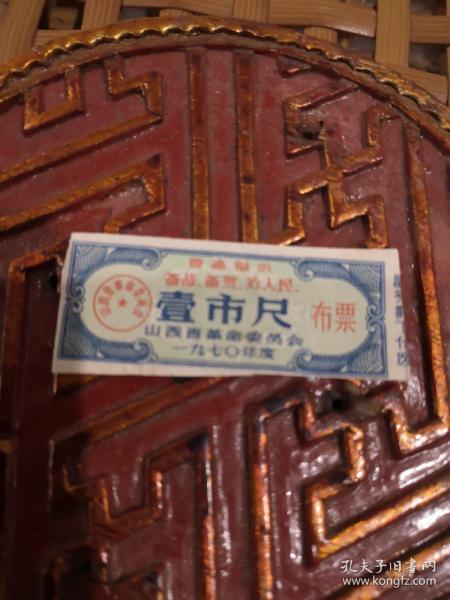 最高指示
备战、备荒、为人民。
壹市尺
布票
山西省革命委员会
一九七〇年度
孔夫子旧书网
www.kongfz.com